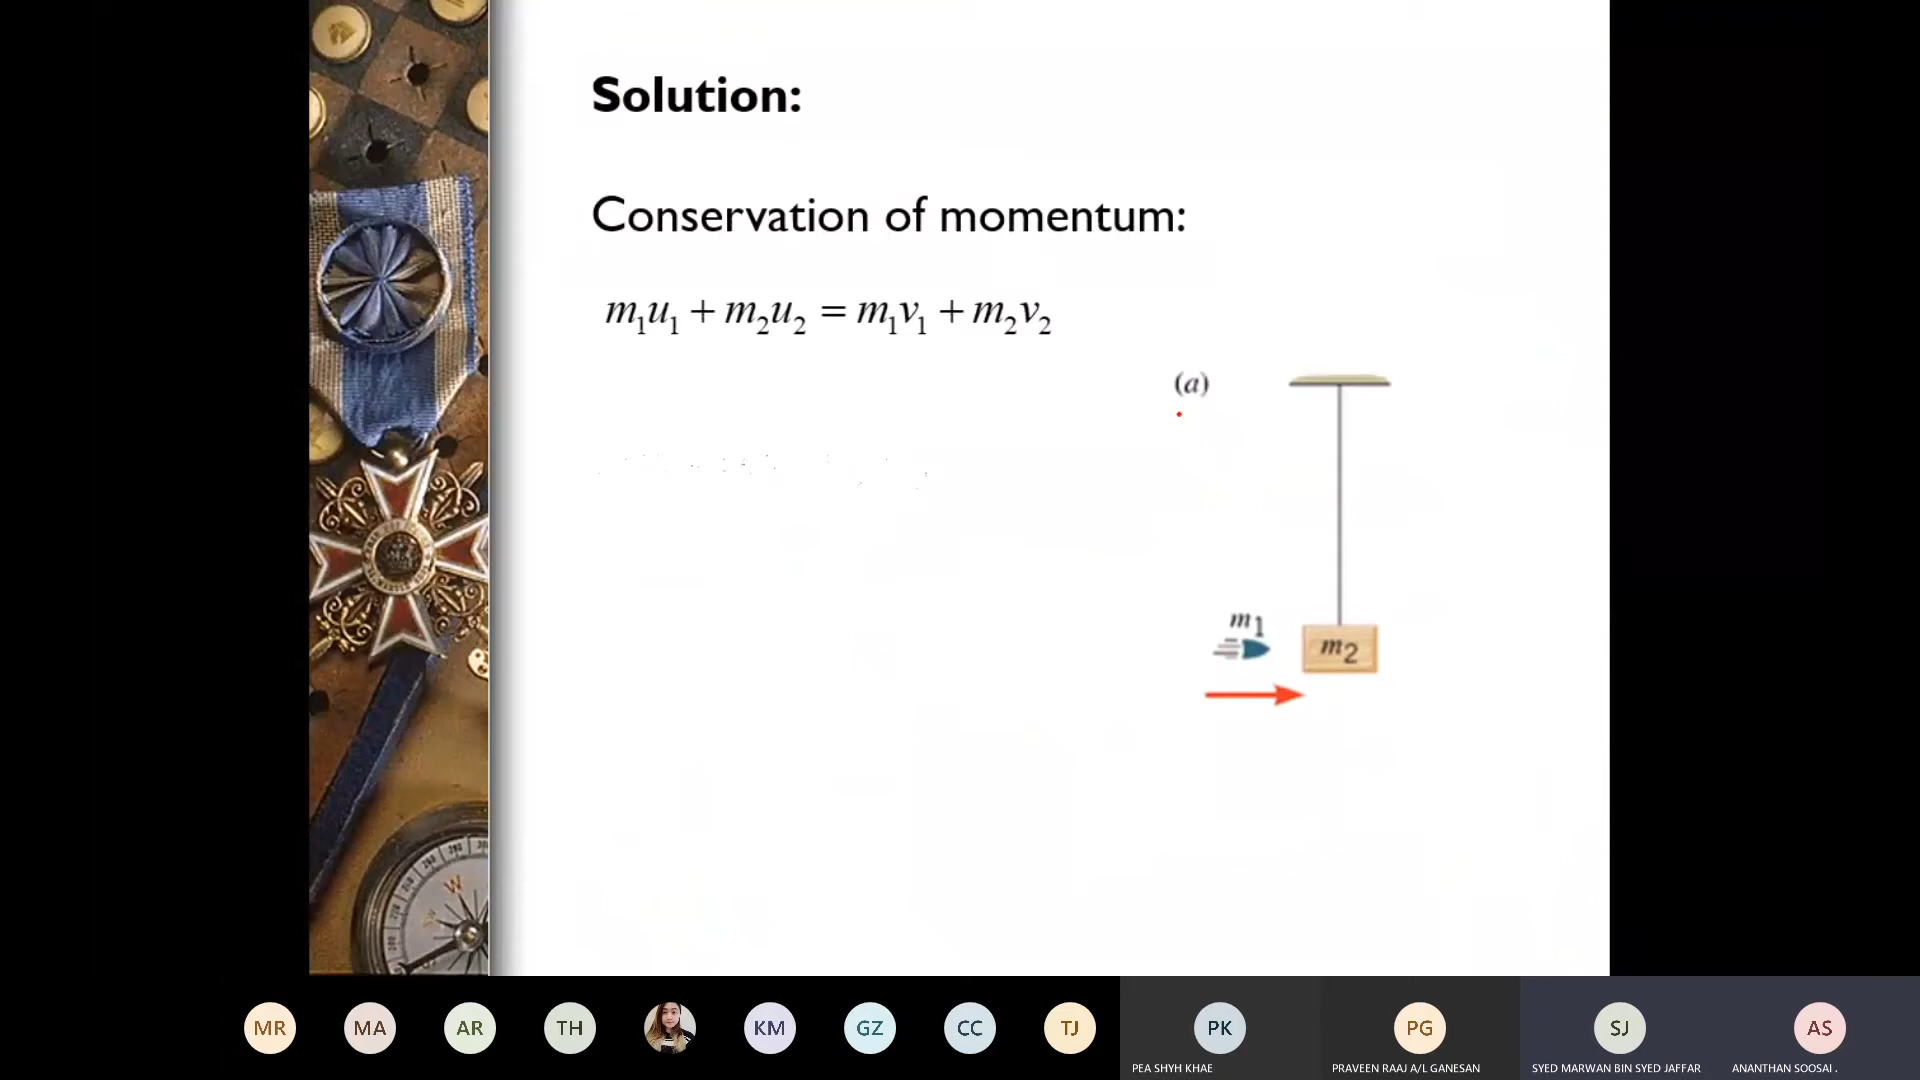 Solution:
Conservation of momentum:
m₁u₁ + m₂u₂ = m₁v₁ + m₂v₂
(a)
m₁
m₂
W
MR
MA
AR
TH
KM
GZ
CC
TJ
PK
PG
SJ
AS
PEA SHYH KHAE
PRAVEEN RAAJ A/L GANESAN
SYED MARWAN BIN SYED JAFFAR
ANANTHAN SOOSAI .